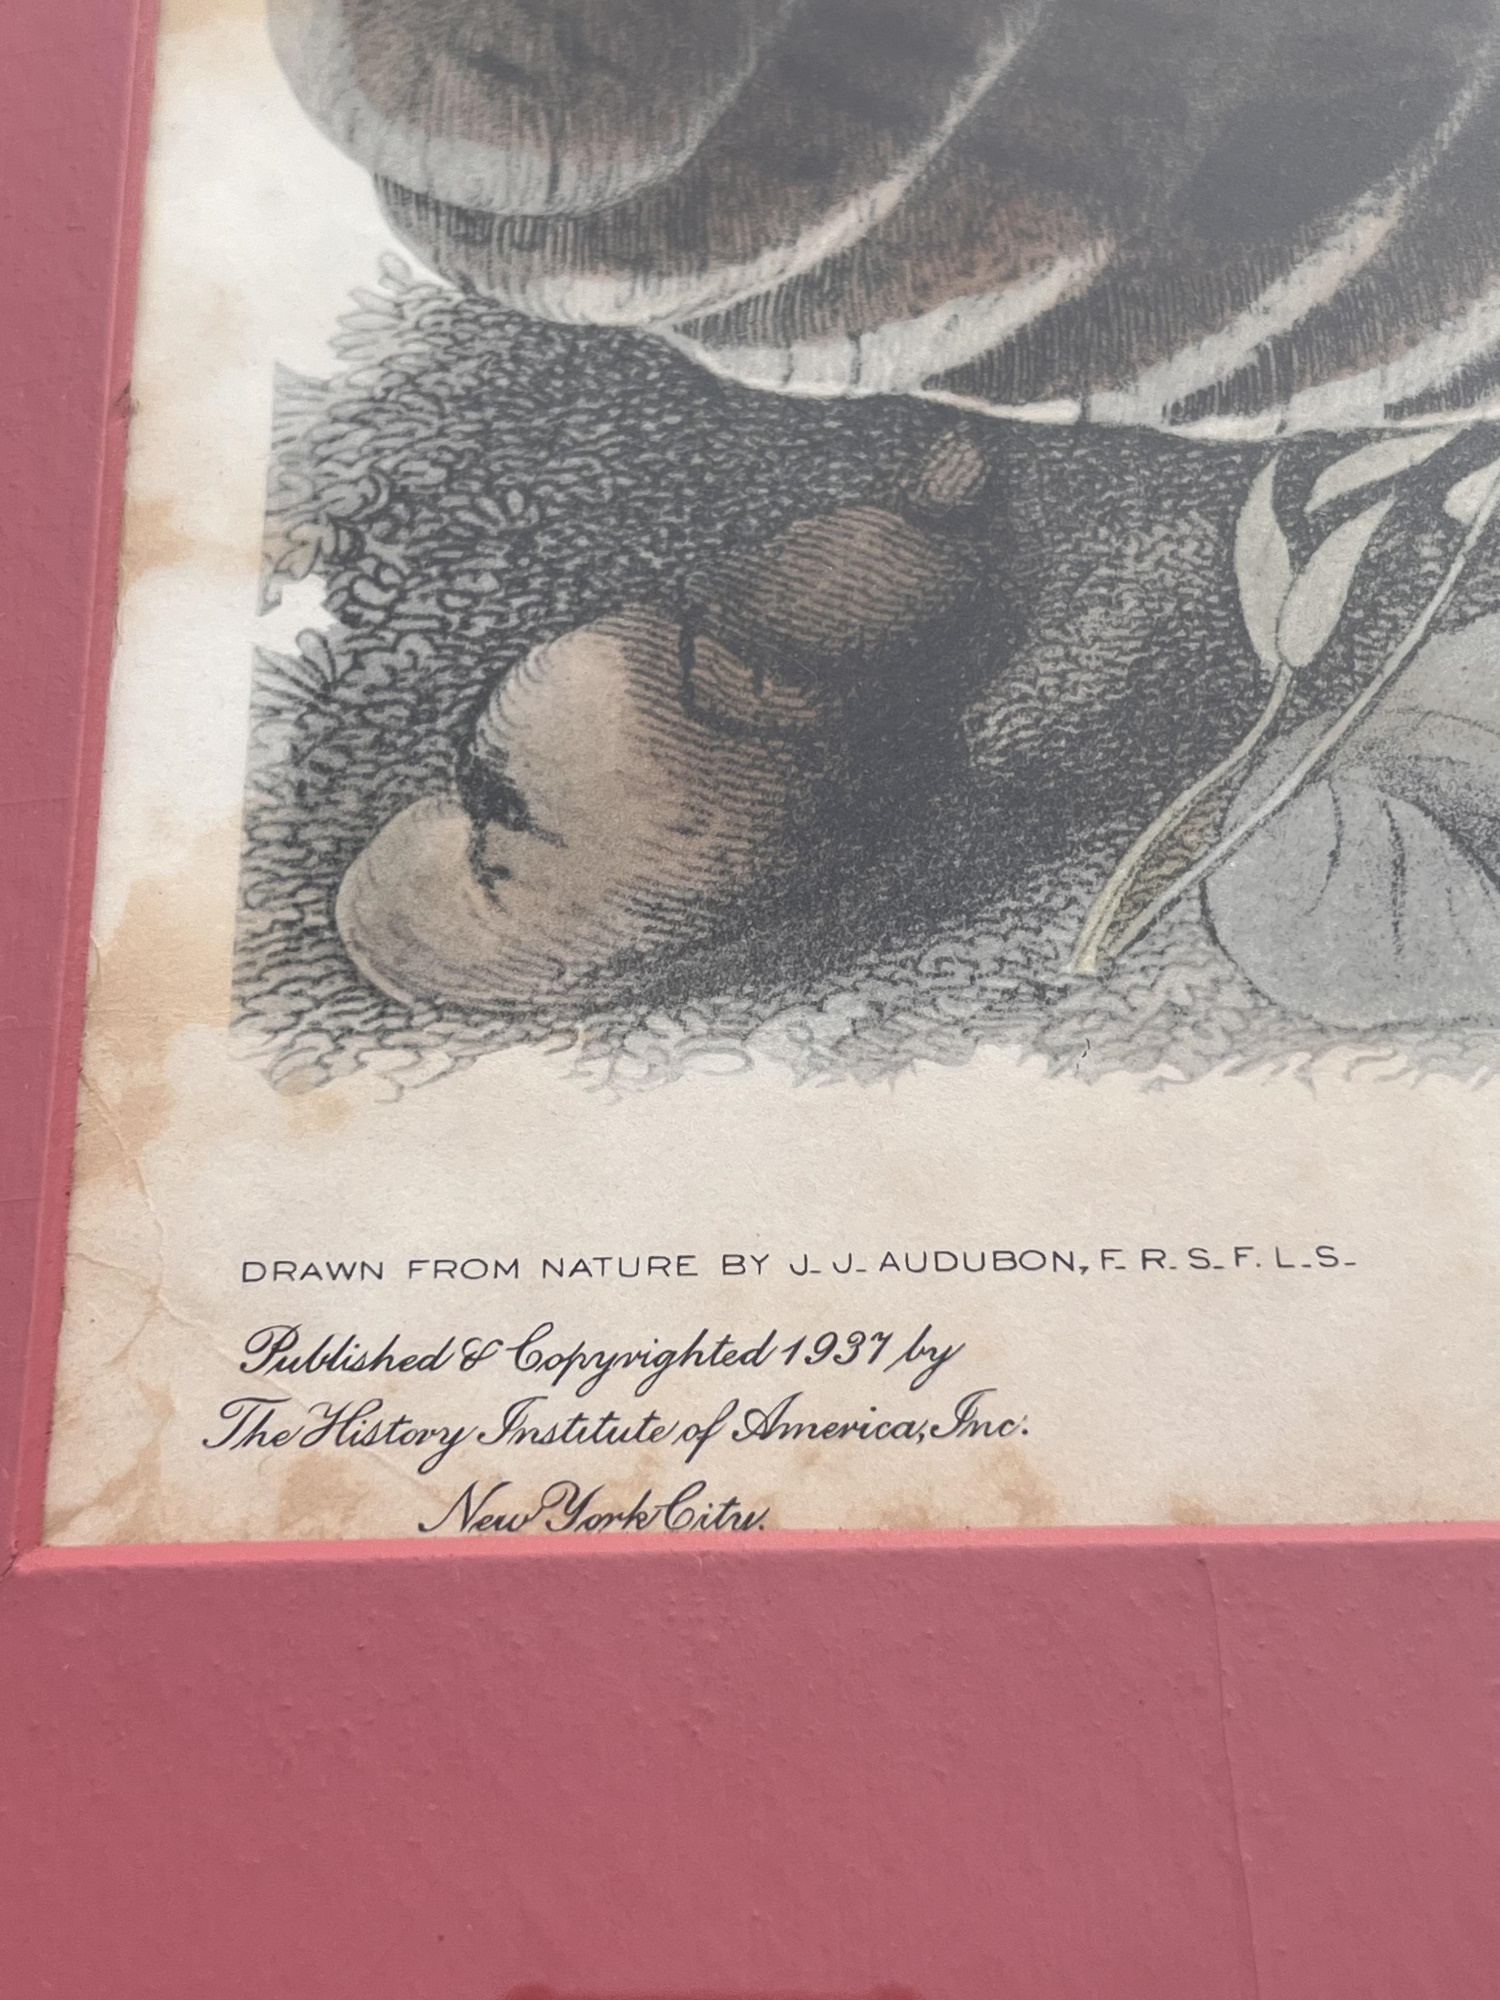 DRAWN FROM NATURE BY J. J. AUDUBON, F. R. S. F. L. S.
Published & Copyrighted 1937 by
The History Institute of America, Inc.
New York City.